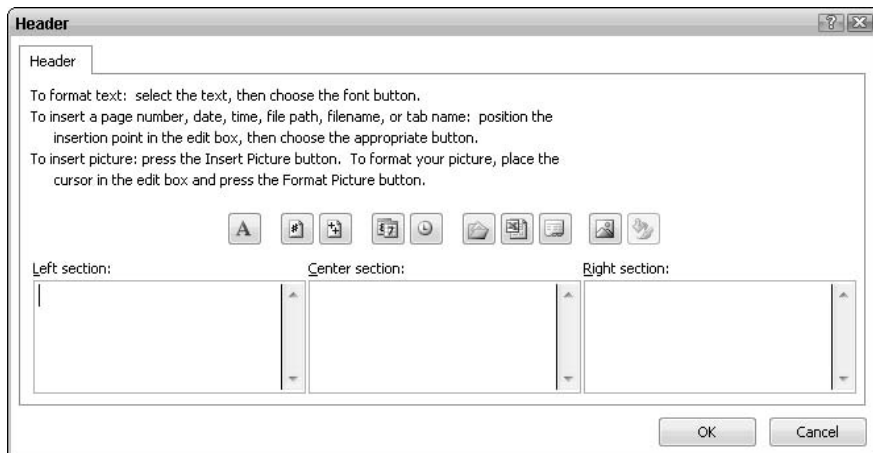 Header
Header
To format text: select the text, then choose the font button.
To insert a page number, date, time, file path, filename, or tab name: position the
insertion point in the edit box, then choose the appropriate button.
To insert picture: press the Insert Picture button. To format your picture, place the
cursor in the edit box and press the Format Picture button.
A
Left section: Center section: Right section:
OK Cancel